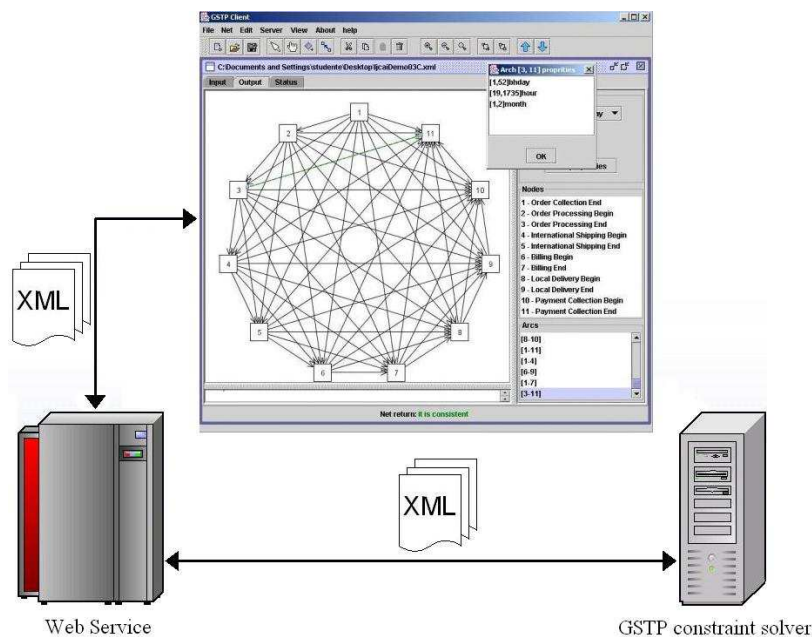 GSTP Client
File Net Edit Server View About help
C:\Documents and Settings\studente\Desktop\ijcaiDemo03C.xml
Input Output Status
Arch [3, 11] proprities
[1,52]bhday
[19,1735]hour
[1,2]month
OK
1
2
11
3
10
4
9
5
8
6
7
Nodes
1 - Order Collection End
2 - Order Processing Begin
3 - Order Processing End
4 - International Shipping Begin
5 - International Shipping End
6 - Billing Begin
7 - Billing End
8 - Local Delivery Begin
9 - Local Delivery End
10 - Payment Collection Begin
11 - Payment Collection End
Arcs
[8-10]
[1-11]
[1-4]
[6-9]
[1-7]
[3-11]
Net return: it is consistent
XML
XML
Web Service
GSTP constraint solver